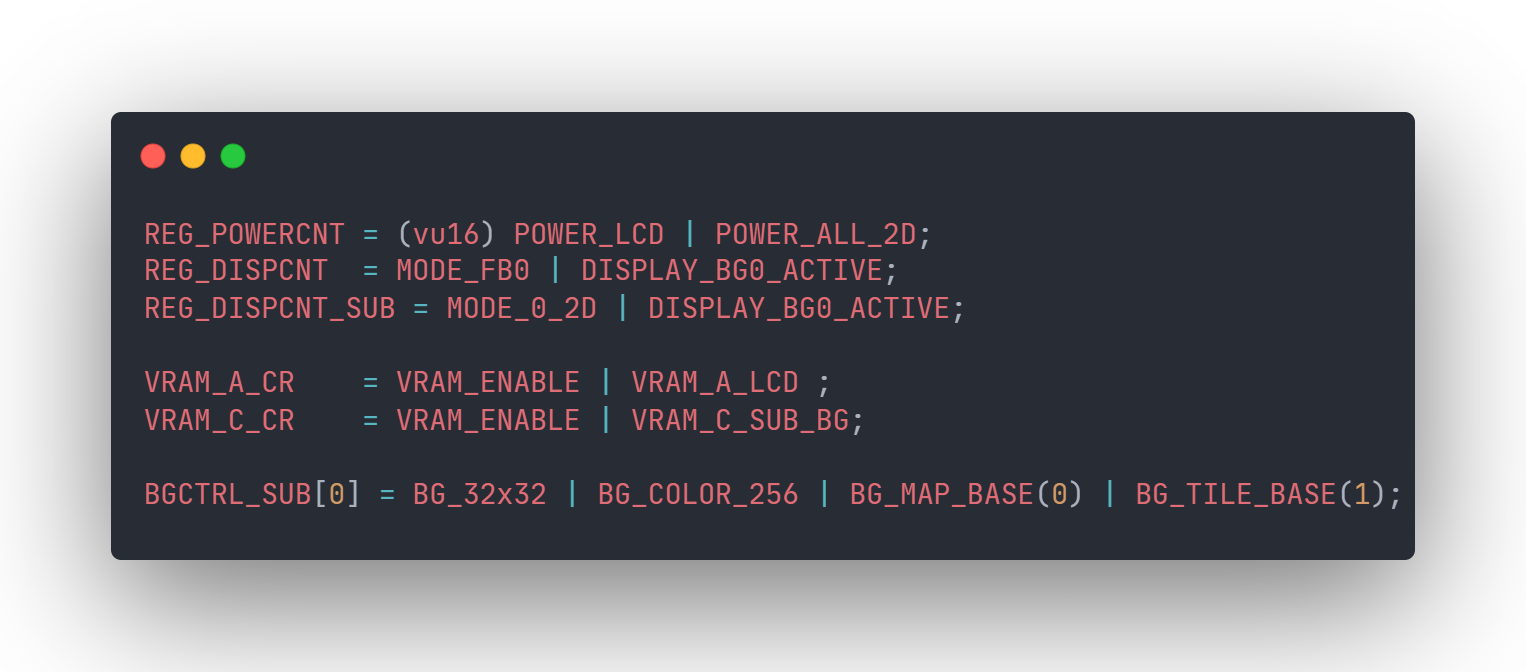 REG_POWERCNT = (vu16) POWER_LCD | POWER_ALL_2D;
REG_DISPCNT  = MODE_FB0 | DISPLAY_BG0_ACTIVE;
REG_DISPCNT_SUB = MODE_0_2D | DISPLAY_BG0_ACTIVE;

VRAM_A_CR    = VRAM_ENABLE | VRAM_A_LCD ;
VRAM_C_CR    = VRAM_ENABLE | VRAM_C_SUB_BG;

BGCTRL_SUB[0] = BG_32x32 | BG_COLOR_256 | BG_MAP_BASE(0) | BG_TILE_BASE(1);